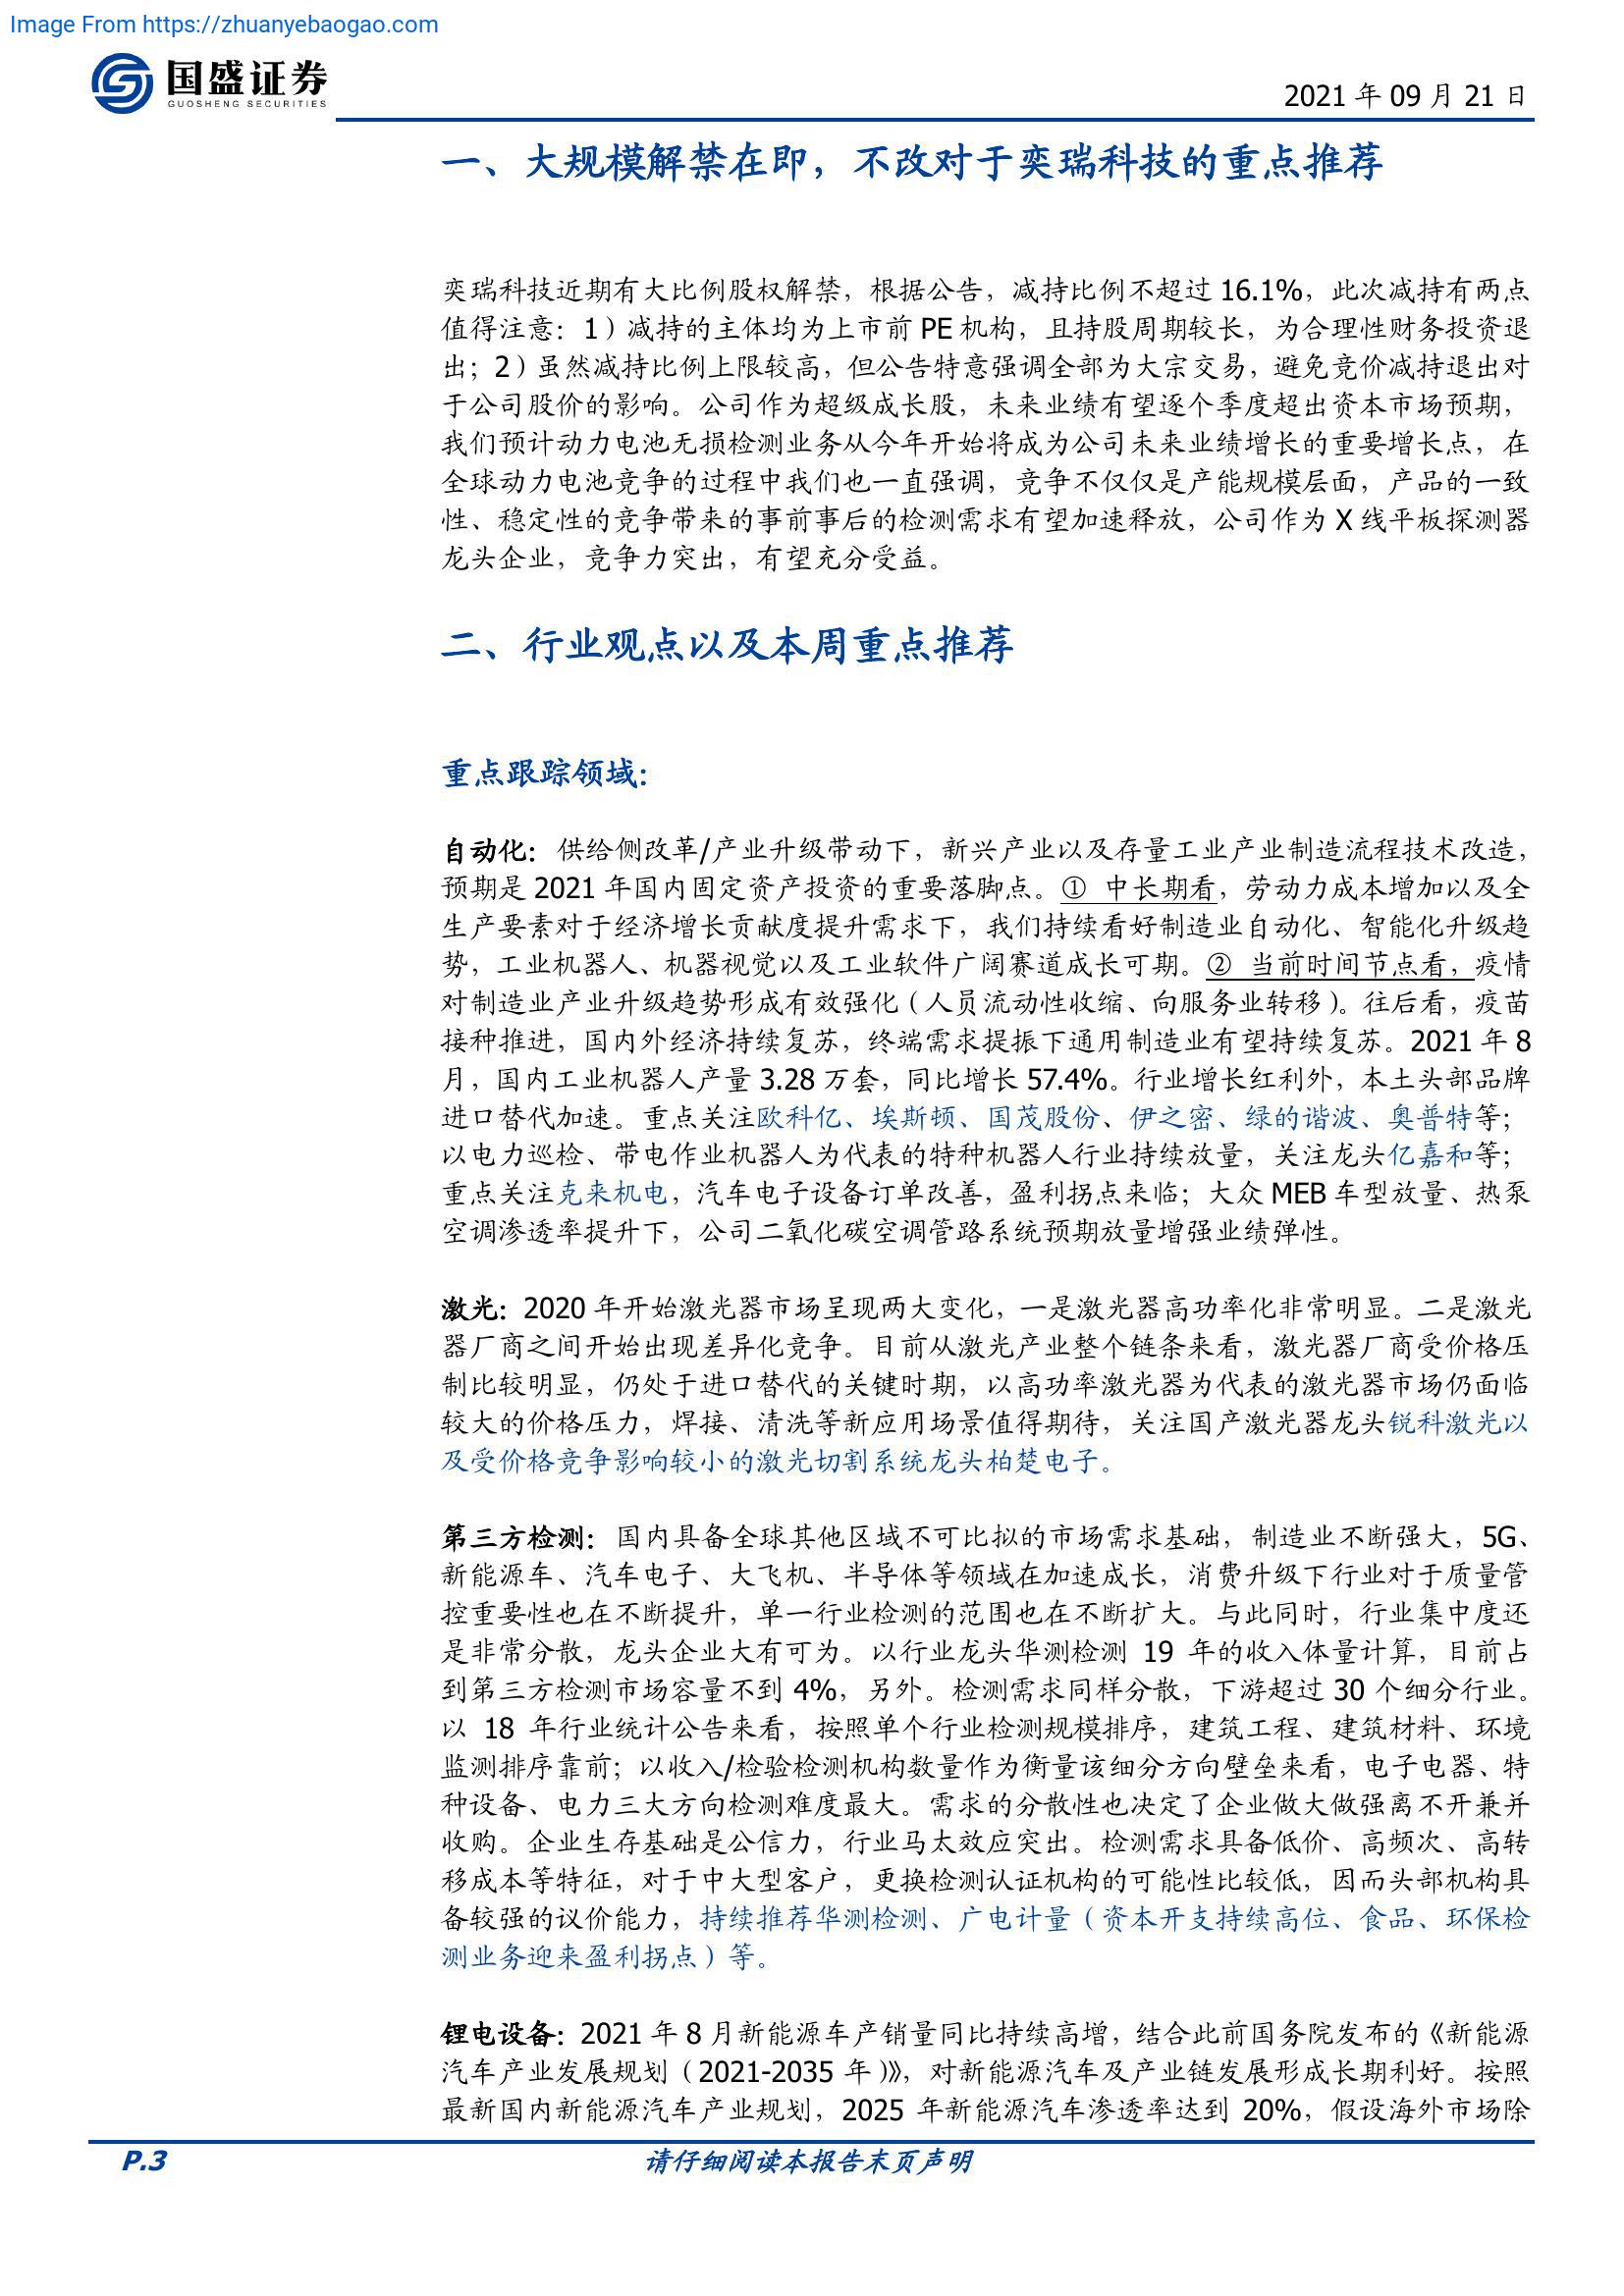 Image From https://zhuanyebaogao.com
国盛证券
GUOSHENG SECURITIES
2021 年 09 月 21 日
一、大规模解禁在即，不改对于奕瑞科技的重点推荐
奕瑞科技近期有大比例股权解禁，根据公告，减持比例不超过 16.1%，此次减持有两点
值得注意：1）减持的主体均为上市前 PE 机构，且持股周期较长，为合理性财务投资退
出；2）虽然减持比例上限较高，但公告特意强调全部为大宗交易，避免竞价减持退出对
于公司股价的影响。公司作为超级成长股，未来业绩有望逐个季度超出资本市场预期，
我们预计动力电池无损检测业务从今年开始将成为公司未来业绩增长的重要增长点，在
全球动力电池竞争的过程中我们也一直强调，竞争不仅仅是产能规模层面，产品的一致
性、稳定性的竞争带来的事前事后的检测需求有望加速释放，公司作为 X 线平板探测器
龙头企业，竞争力突出，有望充分受益。
二、行业观点以及本周重点推荐
重点跟踪领域：
自动化：供给侧改革/产业升级带动下，新兴产业以及存量工业产业制造流程技术改造，
预期是 2021 年国内固定资产投资的重要落脚点。① 中长期看，劳动力成本增加以及全
生产要素对于经济增长贡献度提升需求下，我们持续看好制造业自动化、智能化升级趋
势，工业机器人、机器视觉以及工业软件广阔赛道成长可期。② 当前时间节点看，疫情
对制造业产业升级趋势形成有效强化（人员流动性收缩、向服务业转移）。往后看，疫苗
接种推进，国内外经济持续复苏，终端需求提振下通用制造业有望持续复苏。2021 年 8
月，国内工业机器人产量 3.28 万套，同比增长 57.4%。行业增长红利外，本土头部品牌
进口替代加速。重点关注欧科亿、埃斯顿、国茂股份、伊之密、绿的谐波、奥普特等；
以电力巡检、带电作业机器人为代表的特种机器人行业持续放量，关注龙头亿嘉和等；
重点关注克来机电，汽车电子设备订单改善，盈利拐点来临；大众 MEB 车型放量、热泵
空调渗透率提升下，公司二氧化碳空调管路系统预期放量增强业绩弹性。
激光：2020 年开始激光器市场呈现两大变化，一是激光器高功率化非常明显。二是激光
器厂商之间开始出现差异化竞争。目前从激光产业整个链条来看，激光器厂商受价格压
制比较明显，仍处于进口替代的关键时期，以高功率激光器为代表的激光器市场仍面临
较大的价格压力，焊接、清洗等新应用场景值得期待，关注国产激光器龙头锐科激光以
及受价格竞争影响较小的激光切割系统龙头柏楚电子。
第三方检测：国内具备全球其他区域不可比拟的市场需求基础，制造业不断强大，5G、
新能源车、汽车电子、大飞机、半导体等领域在加速成长，消费升级下行业对于质量管
控重要性也在不断提升，单一行业检测的范围也在不断扩大。与此同时，行业集中度还
是非常分散，龙头企业大有可为。以行业龙头华测检测 19 年的收入体量计算，目前占
到第三方检测市场容量不到 4%，另外。检测需求同样分散，下游超过 30 个细分行业。
以 18 年行业统计公告来看，按照单个行业检测规模排序，建筑工程、建筑材料、环境
监测排序靠前；以收入/检验检测机构数量作为衡量该细分方向壁垒来看，电子电器、特
种设备、电力三大方向检测难度最大。需求的分散性也决定了企业做大做强离不开兼并
收购。企业生存基础是公信力，行业马太效应突出。检测需求具备低价、高频次、高转
移成本等特征，对于中大型客户，更换检测认证机构的可能性比较低，因而头部机构具
备较强的议价能力，持续推荐华测检测、广电计量（资本开支持续高位、食品、环保检
测业务迎来盈利拐点）等。
锂电设备：2021 年 8 月新能源车产销量同比持续高增，结合此前国务院发布的《新能源
汽车产业发展规划（2021-2035 年）》，对新能源汽车及产业链发展形成长期利好。按照
最新国内新能源汽车产业规划，2025 年新能源汽车渗透率达到 20%，假设海外市场除
P.3
请仔细阅读本报告末页声明